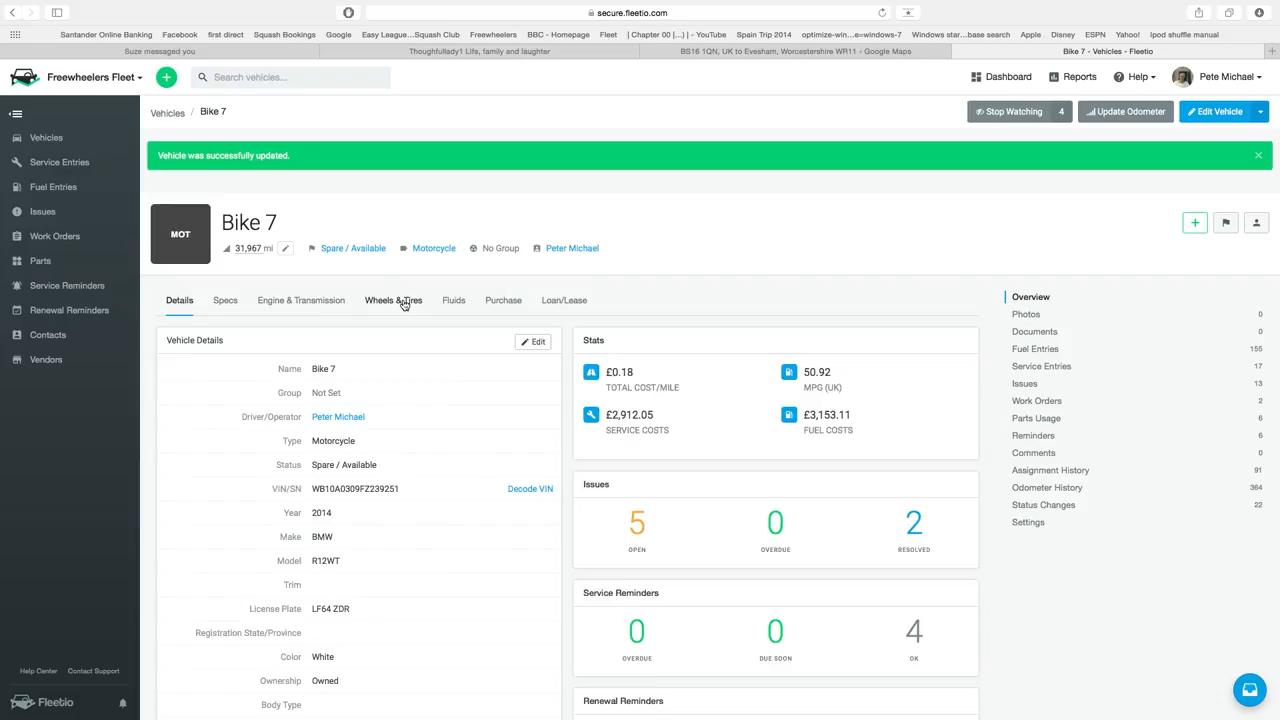 secure.fleetio.com
Santander Online Banking Facebook first direct Squash Bookings Google Easy League...Squash Club Freewheelers BBC - Homepage Fleet | Chapter 00 |...) | - YouTube Spain Trip 2014 optimize-win...e=windows-7 Windows star...base search Apple Disney ESPN Yahoo! Ipod shuffle manual
Suze messaged you Thoughtfullady1 Life, family and laughter BS16 1QN, UK to Evesham, Worcestershire WR11 - Google Maps Bike 7 - Vehicles - Fleetio
Freewheelers Fleet Search vehicles... Dashboard Reports Help Pete Michael
Vehicles / Bike 7 Stop Watching 4 Update Odometer Edit Vehicle
Vehicles
Service Entries
Fuel Entries
Issues
Work Orders
Parts
Service Reminders
Renewal Reminders
Contacts
Vendors
Help Center Contact Support
Fleetio
Vehicle was successfully updated.
MOT
Bike 7
31,967 mi Spare / Available Motorcycle No Group Peter Michael
Details Specs Engine & Transmission Wheels & Tires Fluids Purchase Loan/Lease
Vehicle Details Edit
Name Bike 7
Group Not Set
Driver/Operator Peter Michael
Type Motorcycle
Status Spare / Available
VIN/SN WB10A0309FZ239251 Decode VIN
Year 2014
Make BMW
Model R12WT
Trim
License Plate LF64 ZDR
Registration State/Province
Color White
Ownership Owned
Body Type
Stats
£0.18 50.92
TOTAL COST/MILE MPG (UK)
£2,912.05 £3,153.11
SERVICE COSTS FUEL COSTS
Issues
5 0 2
OPEN OVERDUE RESOLVED
Service Reminders
0 0 4
OVERDUE DUE SOON OK
Renewal Reminders
Overview
Photos 0
Documents 0
Fuel Entries 155
Service Entries 17
Issues 13
Work Orders 2
Parts Usage 6
Reminders 6
Comments 0
Assignment History 91
Odometer History 364
Status Changes 22
Settings